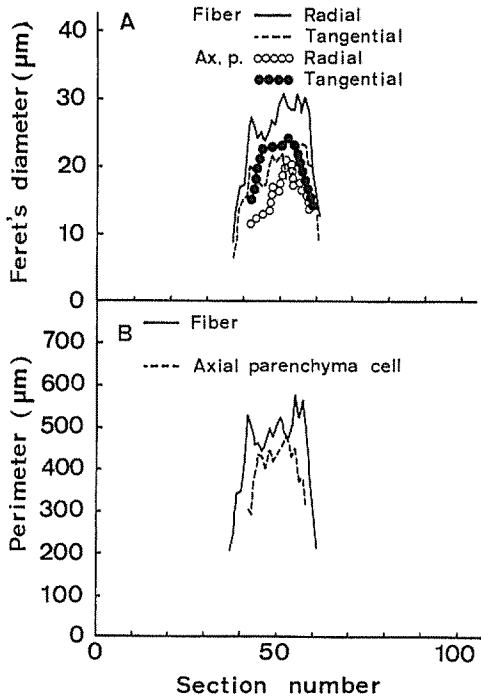 A
Fiber — Radial
---- Tangential
Ax. p. ooooo Radial
●●●● Tangential
Feret's diameter (μm)
40
30
20
10
0
B
— Fiber
---- Axial parenchyma cell
Perimeter (μm)
700
600
500
400
300
200
100
0
0
50
100
Section number